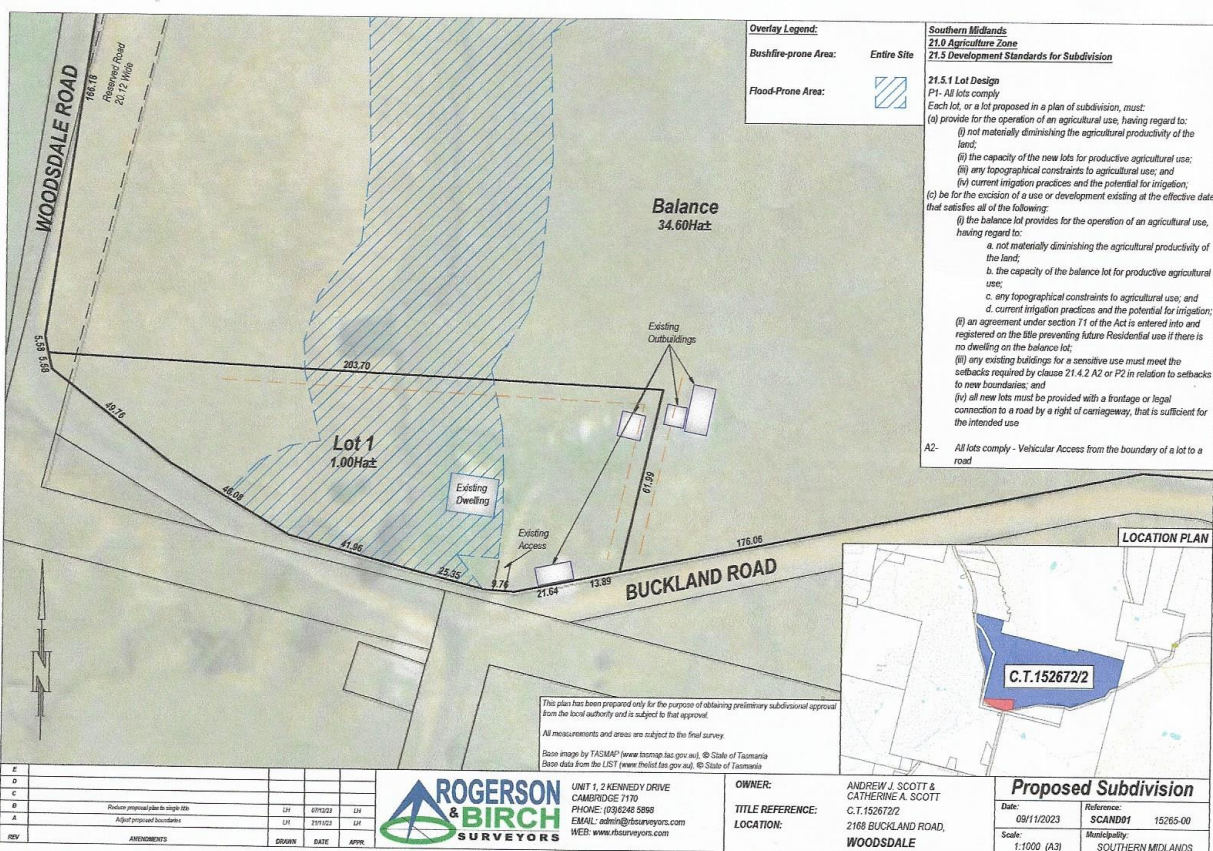 Overlay Legend:
Bushfire-prone Area: Entire Site
Flood-Prone Area:
Southern Midlands
21.0 Agriculture Zone
21.5 Development Standards for Subdivision
21.5.1 Lot Design
P1- All lots comply
Each lot, or a lot proposed in a plan of subdivision, must:
(a) provide for the operation of an agricultural use, having regard to:
(i) not materially diminishing the agricultural productivity of the
land;
(ii) the capacity of the new lots for productive agricultural use;
(iii) any topographical constraints to agricultural use; and
(iv) current irrigation practices and the potential for irrigation;
(c) be for the excision of a use or development existing at the effective date
that satisfies all of the following:
(i) the balance lot provides for the operation of an agricultural use,
having regard to:
a. not materially diminishing the agricultural productivity of
the land;
b. the capacity of the balance lot for productive agricultural
use;
c. any topographical constraints to agricultural use; and
d. current irrigation practices and the potential for irrigation;
(ii) an agreement under section 71 of the Act is entered into and
registered on the title preventing future Residential use if there is
no dwelling on the balance lot;
(iii) any existing buildings for a sensitive use must meet the
setbacks required by clause 21.4.2 A2 or P2 in relation to setbacks
to new boundaries; and
(iv) all new lots must be provided with a frontage or legal
connection to a road by a right of carriageway, that is sufficient for
the intended use
A2- All lots comply - Vehicular Access from the boundary of a lot to a
road
WOODSDALE ROAD
166.18
Reserved Road
20.12 Wide
Balance
34.60Ha±
Existing
Outbuildings
5.58
5.58
203.70
49.76
Lot 1
1.00Ha±
46.08
Existing
Dwelling
61.99
41.96
Existing
Access
25.35
9.76
21.64
13.89
176.06
BUCKLAND ROAD
N
LOCATION PLAN
C.T.152672/2
This plan has been prepared only for the purpose of obtaining preliminary subdivisional approval
from the local authority and is subject to that approval.
All measurements and areas are subject to the final survey.
Base image by TASMAP (www.tasmap.tas.gov.au), © State of Tasmania
Base data from the LIST (www.thelist.tas.gov.au), © State of Tasmania
E
D
C
B Reduce proposal plan to single title LH 07/12/23 LH
A Adjust proposed boundaries LH 21/11/23 LH
REV AMENDMENTS DRAWN DATE APPR.
ROGERSON
& BIRCH
SURVEYORS
UNIT 1, 2 KENNEDY DRIVE
CAMBRIDGE 7170
PHONE: (03)6248 5898
EMAIL: admin@rbsurveyors.com
WEB: www.rbsurveyors.com
OWNER: ANDREW J. SCOTT &
CATHERINE A. SCOTT
TITLE REFERENCE: C.T.152672/2
LOCATION: 2168 BUCKLAND ROAD,
WOODSDALE
Proposed Subdivision
Date: 09/11/2023
Reference: SCAND01 15265-00
Scale: 1:1000 (A3)
Municipality: SOUTHERN MIDLANDS